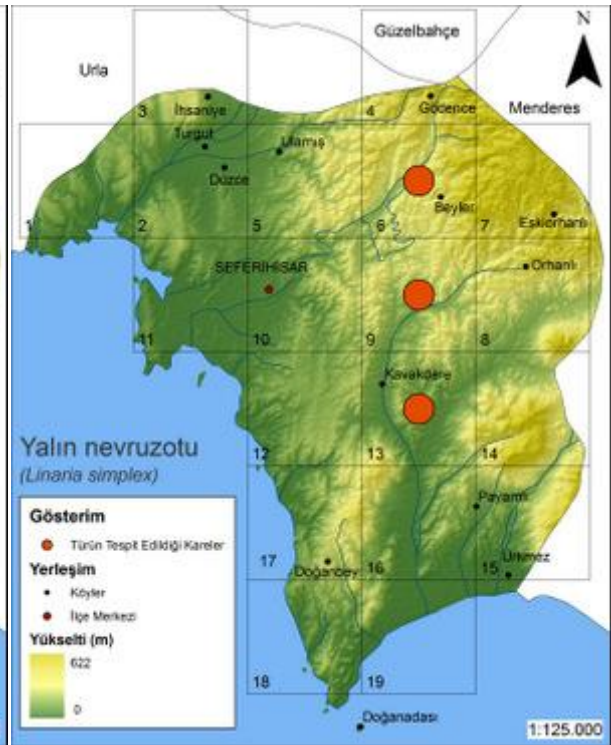 Güzelbahçe
N
Urla
3
İhsaniye
4
Gödence
Menderes
Turgut
Ulamış
Düzce
Beyler
Eskiorhanlı
1
2
5
6
7
SEFERİHİSAR
Orhanlı
11
10
9
8
Kavakdere
Yalın nevruzotu
(Linaria simplex)
12
13
14
Payamlı
Gösterim
Türün Tespit Edildiği Kareler
Yerleşim
Köyler
İlçe Merkezi
Yükselti (m)
622
0
17
Doğanbey
16
15
Ürkmez
18
19
Doğanadası
1:125.000